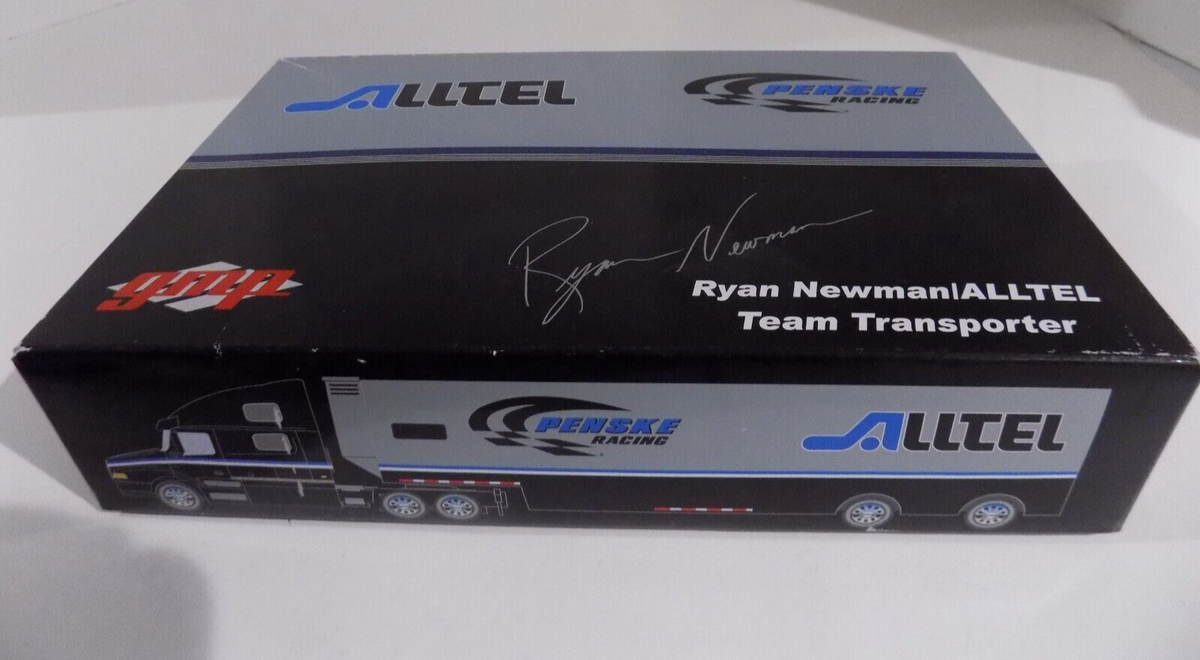 ALLTEL
PENSKE
RACING
Ryan Newman
gmp
Ryan Newman/ALLTEL
Team Transporter
PENSKE
RACING
ALLTEL